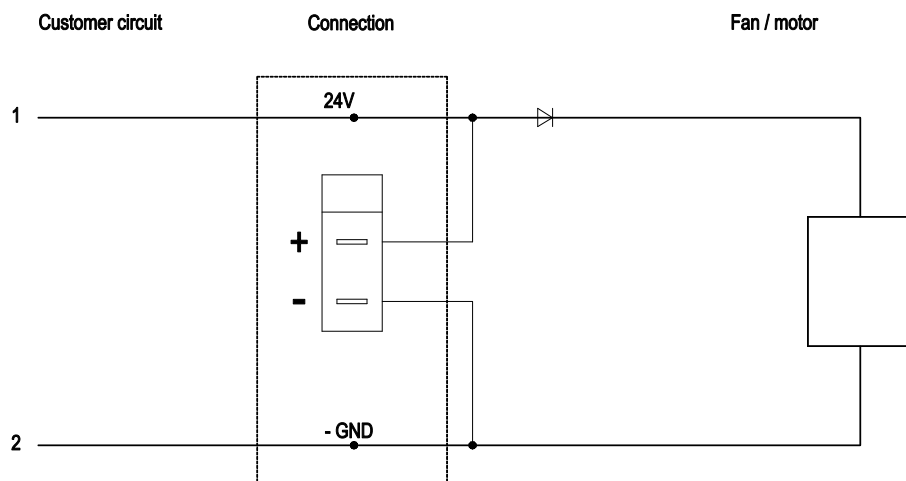 Customer circuit Connection Fan / motor
1 24V
+
-
2 - GND